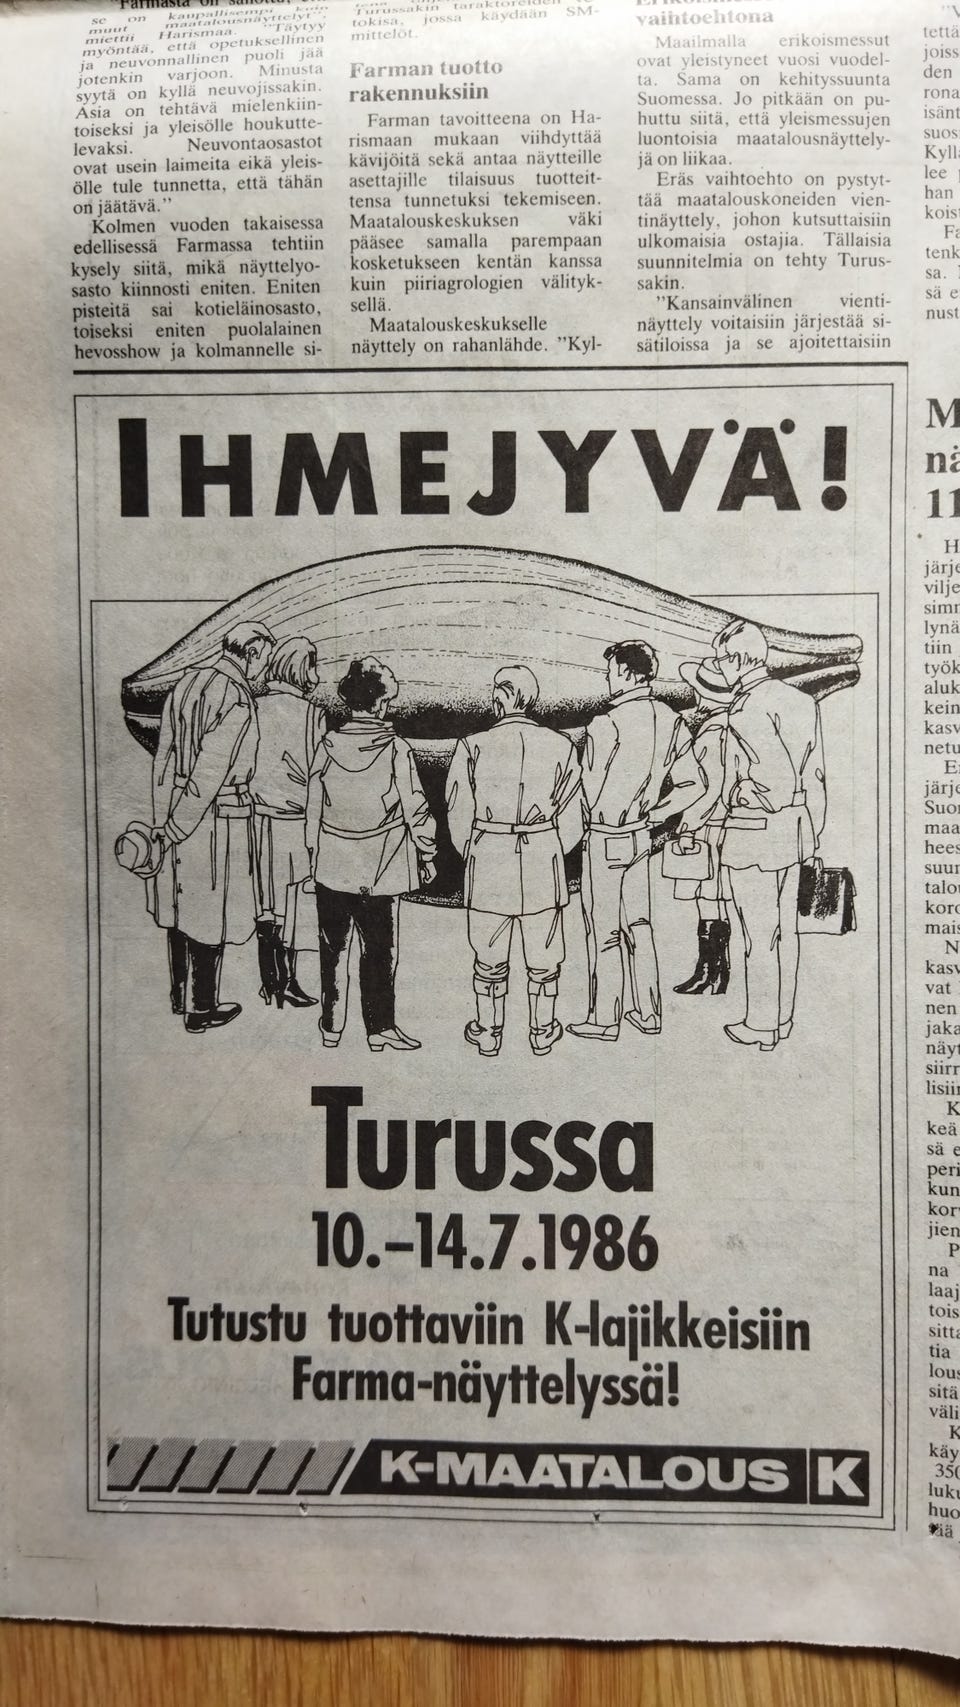 "Farmasta on
se on kaupallisempi kuin
muut maatalousnäyttelyt",
miettii Harismaa. "Täytyy
myöntää, että opetuksellinen
ja neuvonnallinen puoli jää
jotenkin varjoon. Minusta
syytä on kyllä neuvojissakin.
Asia on tehtävä mielenkiin-
toiseksi ja yleisölle houkutte-
levaksi. Neuvontaosastot
ovat usein laimeita eikä yleis-
ölle tule tunnetta, että tähän
on jäätävä."
Kolmen vuoden takaisessa
edellisessä Farmassa tehtiin
kysely siitä, mikä näyttelyo-
sasto kiinnosti eniten. Eniten
pisteitä sai kotieläinosasto,
toiseksi eniten puolalainen
hevosshow ja kolmannelle si-
Turussakin taraktoreiden ve-
tokisa, jossa käydään SM-
mittelöt.
Farman tuotto
rakennuksiin
Farman tavoitteena on Ha-
rismaan mukaan viihdyttää
kävijöitä sekä antaa näytteille
asettajille tilaisuus tuotteit-
tensa tunnetuksi tekemiseen.
Maatalouskeskuksen väki
pääsee samalla parempaan
kosketukseen kentän kanssa
kuin piiriagrologien välityk-
sellä.
Maatalouskeskukselle
näyttely on rahanlähde. "Kyl-
vaihtoehtona
Maailmalla erikoismessut
ovat yleistyneet vuosi vuodel-
ta. Sama on kehityssuunta
Suomessa. Jo pitkään on pu-
huttu siitä, että yleismessujen
luontoisia maatalousnäyttely-
jä on liikaa.
Eräs vaihtoehto on pystyt-
tää maatalouskoneiden vien-
tinäyttely, johon kutsuttaisiin
ulkomaisia ostajia. Tällaisia
suunnitelmia on tehty Turus-
sakin.
"Kansainvälinen vienti-
näyttely voitaisiin järjestää si-
sätiloissa ja se ajoitettaisiin
IHMEJYVÄ!
Turussa
10.–14.7.1986
Tutustu tuottaviin K-lajikkeisiin
Farma-näyttelyssä!
K-MAATALOUS K